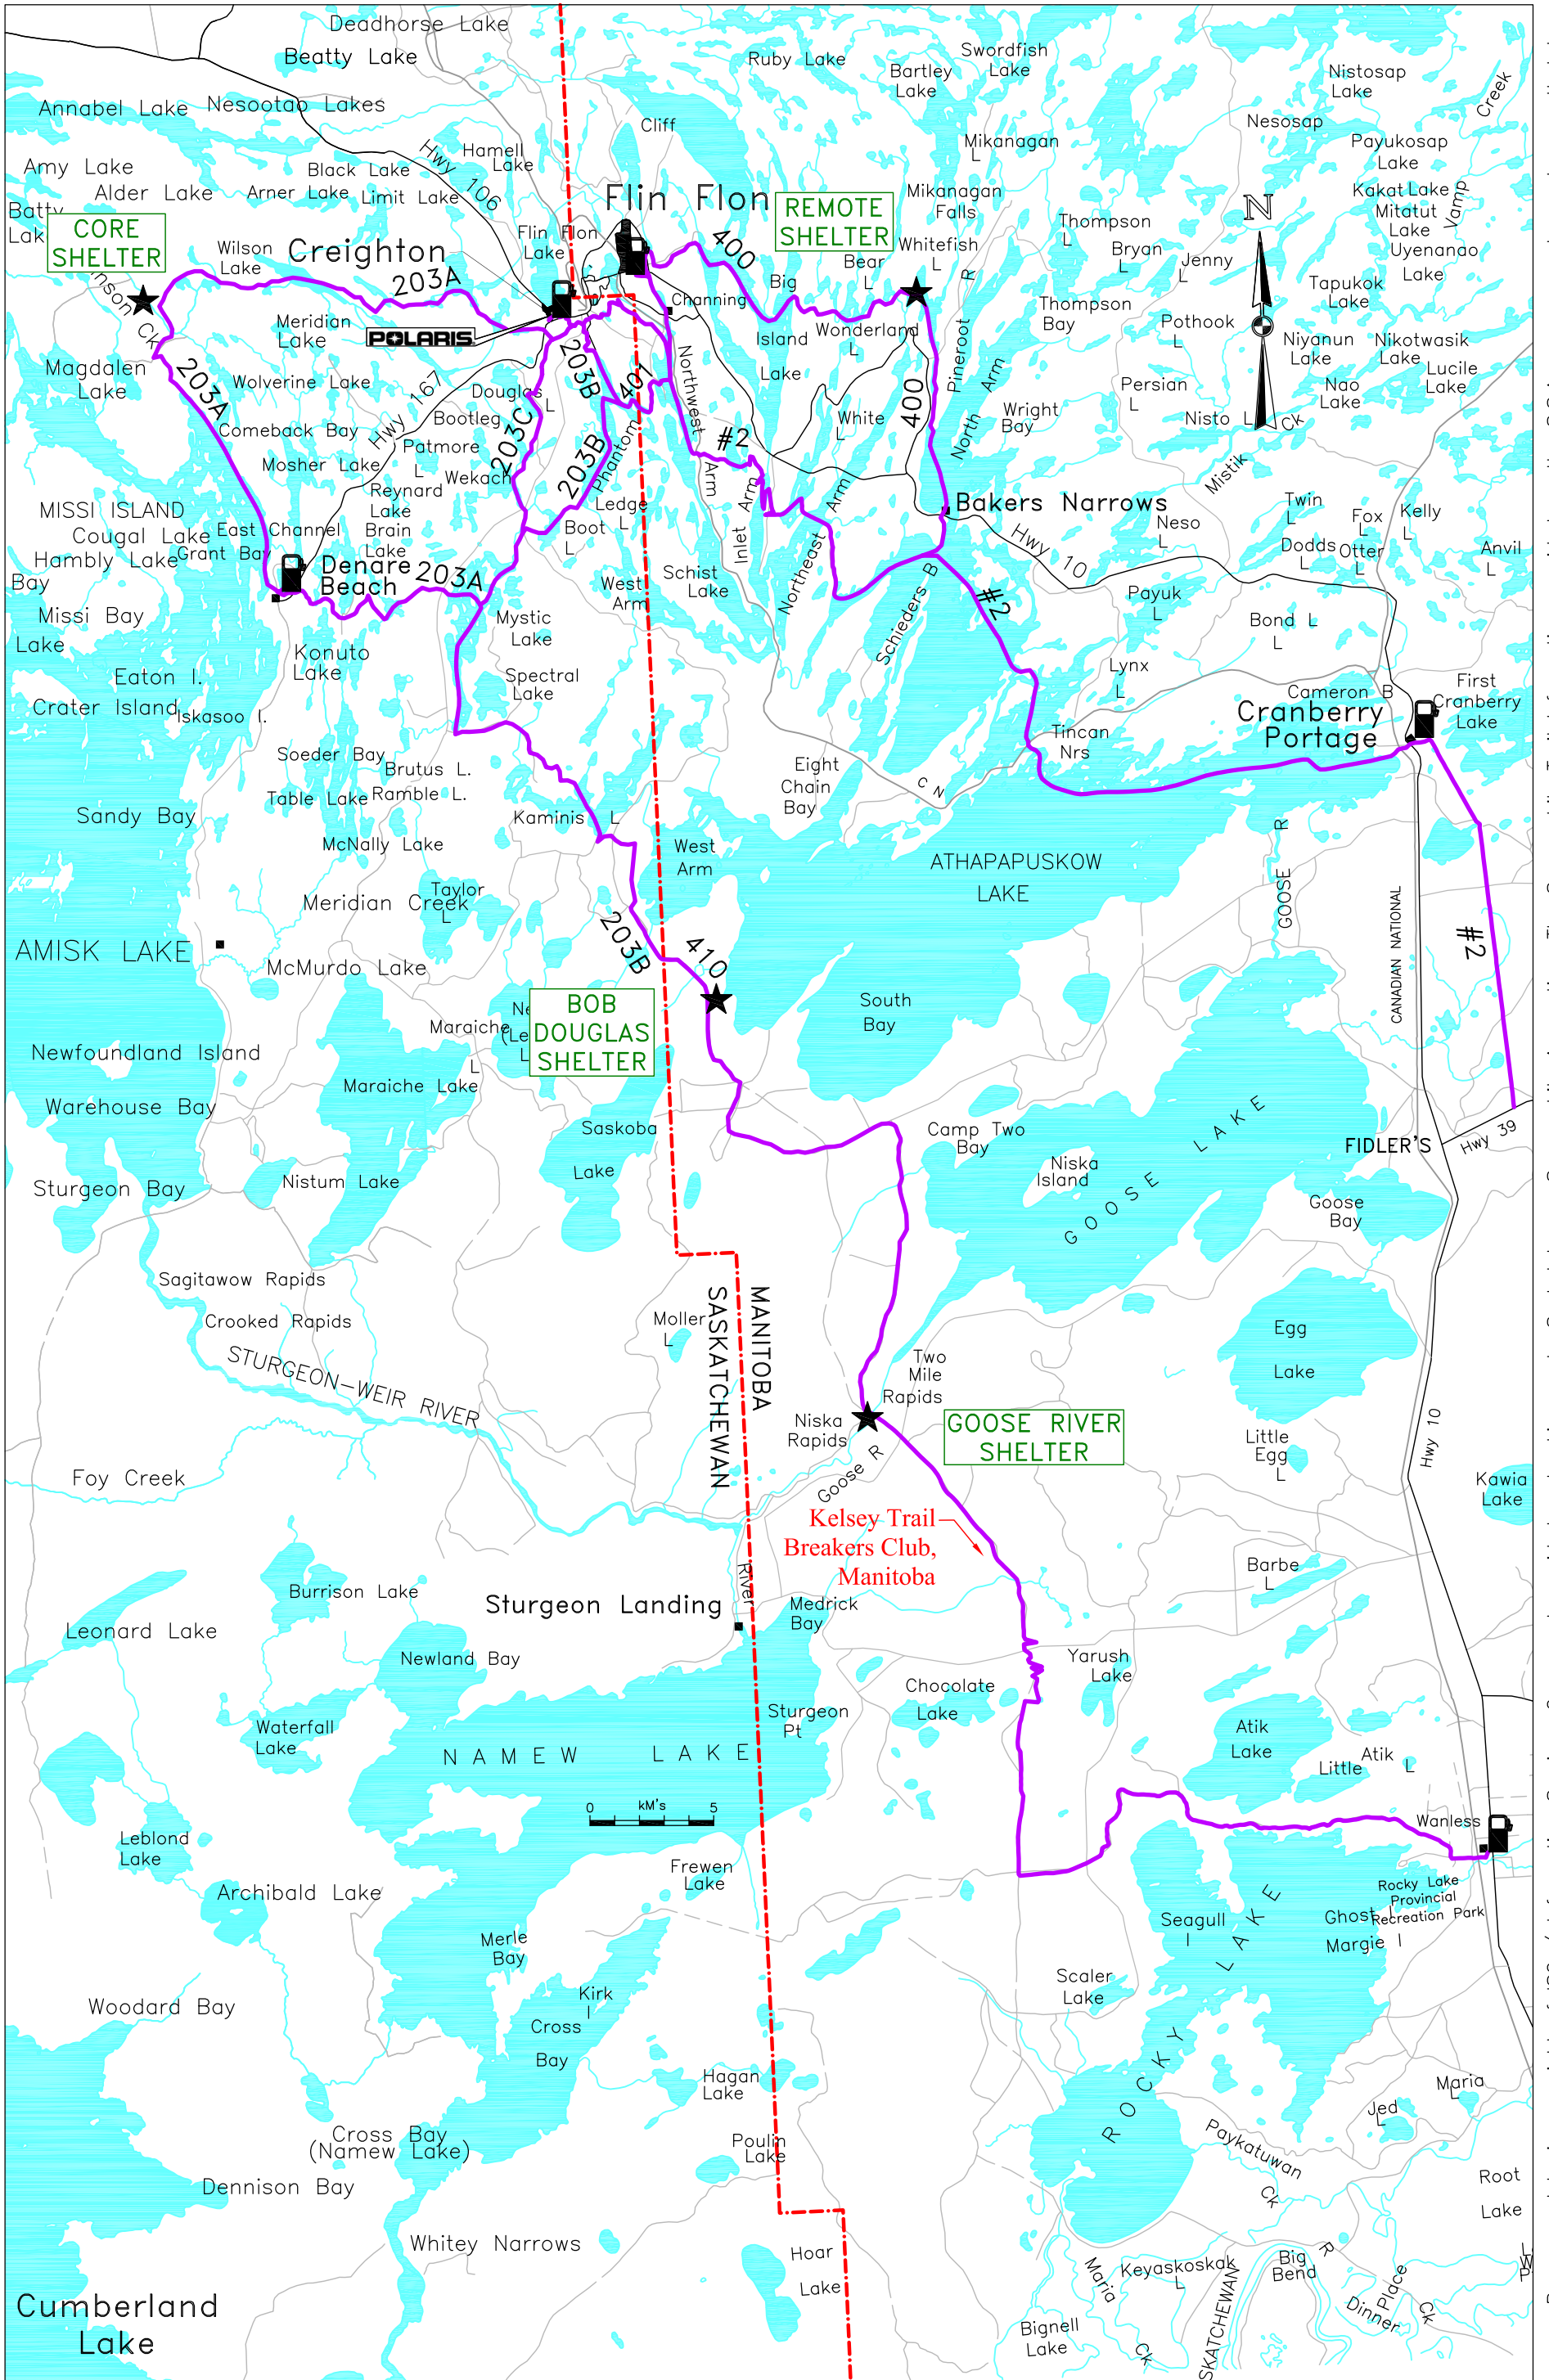 Deadhorse Lake
Beatty Lake
Ruby Lake
Swordfish
Lake
Bartley
Lake
Nistosap
Lake
Creek
Annabel Lake
Nesootao Lakes
Cliff
Nesosap
Hwy 106
Hamell
Lake
Mikanagan
L
Payukosap
Lake
Amy Lake
Black Lake
Alder Lake
Arner Lake
Limit Lake
Flin Flon
Mikanagan
Falls
Kakat Lake
Mitatut
Lake
Vamp
N
Batty
Lak
CORE
SHELTER
REMOTE
SHELTER
Thompson
L
Uyenanao
Lake
Wilson
Lake
Creighton
203A
Flin Flon
Lake
400
Whitefish
L
Bear
L
Big
Bryan
L
Jenny
L
Tapukok
Lake
nson Ck
Channing
Pineroot R
Thompson
Bay
Meridian
Lake
POLARIS
Island
Lake
Wonderland
L
Pothook
L
Niyanun
Lake
Nikotwasik
Lake
Magdalen
Lake
203A
Wolverine Lake
Hwy 167
Douglas
L
203B
401
Northwest
Arm
400
North Arm
Persian
L
Nao
Lake
Lucile
Lake
Comeback Bay
Bootleg
203C
Phantom
#2
White
L
Wright
Bay
Nisto L
Ck
Mosher Lake
Patmore
L
Wekach
203B
Reynard
Lake
Ledge
L
Inlet Arm
Northeast Arm
Bakers Narrows
Mistik
Twin
L
MISSI ISLAND
Cougal Lake
East Channel
Brain
Lake
Boot
L
Hwy 10
Neso
L
Fox
L
Kelly
L
Hambly Lake
Grant Bay
Denare
Beach
203A
Dodds
L
Otter
L
Anvil
L
Bay
Missi Bay
Lake
West
Arm
Schist
Lake
Schieders B
#2
Payuk
L
Bond L
L
Mystic
Lake
Konuto
Lake
Lynx
L
Eaton I.
Spectral
Lake
Cameron B
First
Cranberry
Lake
Crater Island
Iskasoo I.
Cranberry
Portage
Tincan
Nrs
Soeder Bay
Brutus L.
Eight
Chain
Bay
C N
Table Lake
Ramble L.
Sandy Bay
Kaminis L
McNally Lake
West
Arm
ATHAPAPUSKOW
LAKE
GOOSE R
CANADIAN NATIONAL
#2
Taylor
L
Meridian Creek
203B
410
AMISK LAKE
McMurdo Lake
BOB
DOUGLAS
SHELTER
Ne
(Le
L
South
Bay
Maraiche
L
Newfoundland Island
Maraiche Lake
Warehouse Bay
Saskoba
Lake
Camp Two
Bay
Niska
Island
GOOSE LAKE
FIDLER'S
Hwy 39
Sturgeon Bay
Nistum Lake
Goose
Bay
Sagitawow Rapids
Crooked Rapids
MANITOBA
SASKATCHEWAN
Moller
L
Egg
Lake
STURGEON-WEIR RIVER
Two
Mile
Rapids
Niska
Rapids
GOOSE RIVER
SHELTER
Goose R
Little
Egg
L
Hwy 10
Foy Creek
Kawia
Lake
Kelsey Trail
Breakers Club,
Manitoba
River
Barbe
L
Burrison Lake
Sturgeon Landing
Medrick
Bay
Leonard Lake
Newland Bay
Yarush
Lake
Chocolate
Lake
Sturgeon
Pt
Waterfall
Lake
NAMEW LAKE
Atik
Lake
Little Atik L
0 kM's 5
Wanless
Leblond
Lake
Frewen
Lake
Archibald Lake
Rocky Lake
Provincial
Recreation Park
Seagull
I
Ghost I
Margie I
Merle
Bay
ROCKY LAKE
Scaler
Lake
Kirk
I
Woodard Bay
Cross
Bay
Hagan
Lake
Maria
L
Jed
L
Cross Bay
(Namew Lake)
Poulin
Lake
Paykatuwan
Ck
Dennison Bay
Root
Lake
Whitey Narrows
Hoar
Lake
Maria
Ck
Keyaskoskak
L
Big
Bend
R
SKATCHEWAN
Dinner Place
Ck
Cumberland
Lake
Bignell
Lake